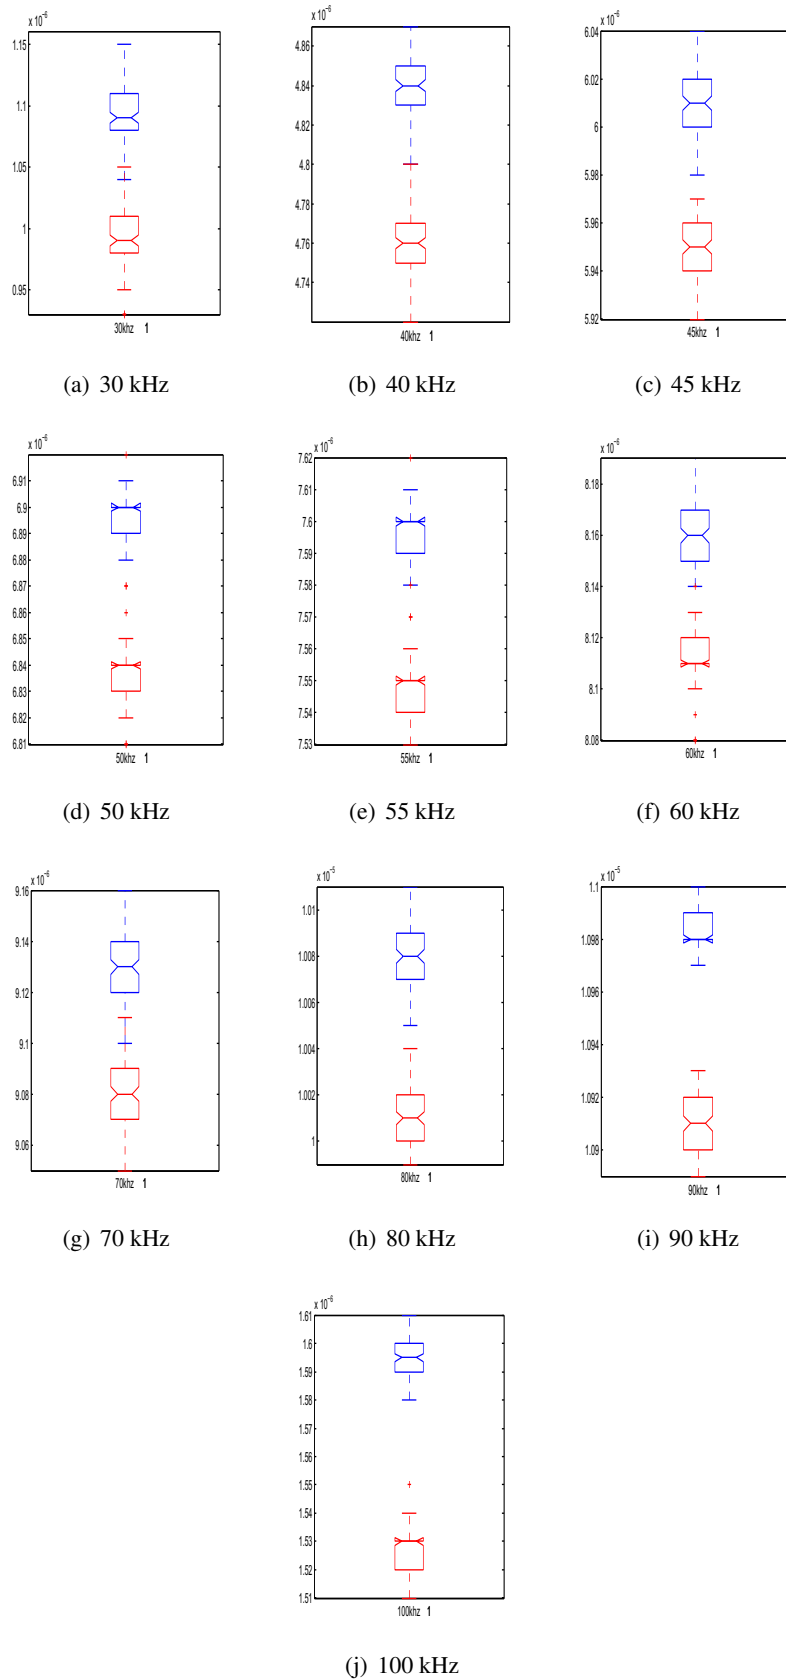 x 10⁻⁶
1.15
1.1
1.05
1
0.95
30khz 1
(a) 30 kHz
x 10⁻⁶
4.86
4.84
4.82
4.8
4.78
4.76
4.74
40khz 1
(b) 40 kHz
x 10⁻⁶
6.04
6.02
6
5.98
5.96
5.94
5.92
45khz 1
(c) 45 kHz
x 10⁻⁶
6.91
6.9
6.89
6.88
6.87
6.86
6.85
6.84
6.83
6.82
6.81
50khz 1
(d) 50 kHz
x 10⁻⁶
7.62
7.61
7.6
7.59
7.58
7.57
7.56
7.55
7.54
7.53
55khz 1
(e) 55 kHz
x 10⁻⁶
8.18
8.16
8.14
8.12
8.1
8.08
60khz 1
(f) 60 kHz
x 10⁻⁶
9.16
9.14
9.12
9.1
9.08
9.06
70khz 1
(g) 70 kHz
x 10⁻⁵
1.01
1.008
1.006
1.004
1.002
1
80khz 1
(h) 80 kHz
x 10⁻⁵
1.1
1.098
1.096
1.094
1.092
1.09
90khz 1
(i) 90 kHz
x 10⁻⁶
1.61
1.6
1.59
1.58
1.57
1.56
1.55
1.54
1.53
1.52
1.51
100khz 1
(j) 100 kHz